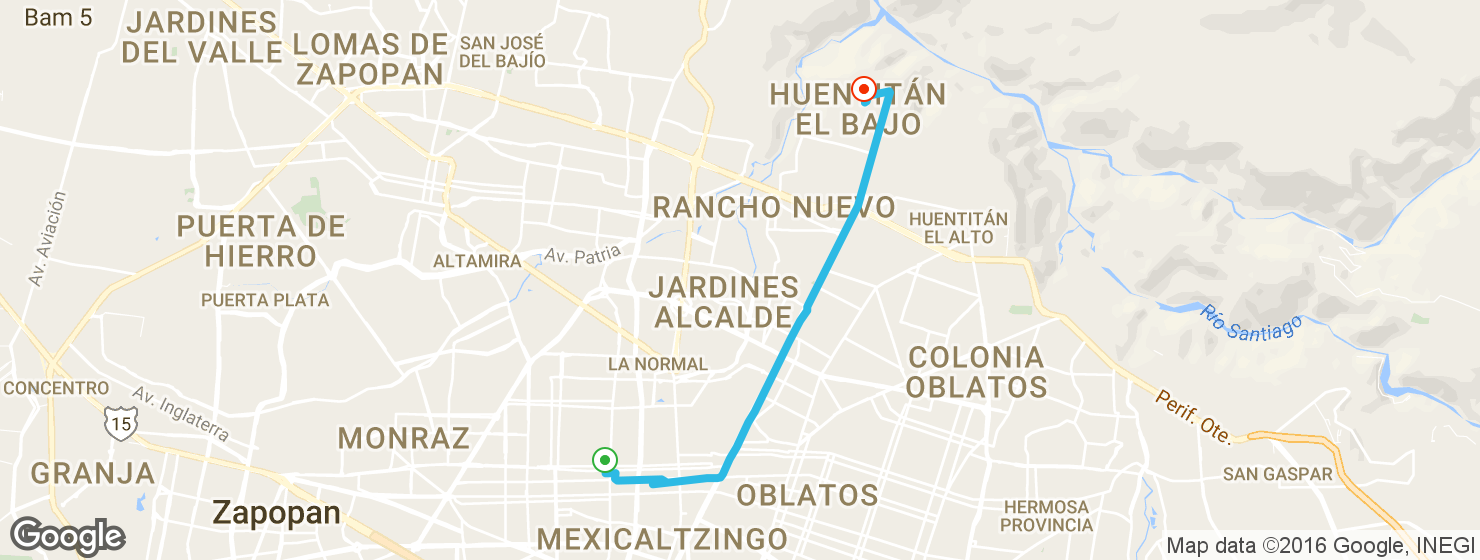 Bam 5
JARDINES
DEL VALLE
LOMAS DE
ZAPOPAN
SAN JOSÉ
DEL BAJÍO
HUENTITÁN
EL BAJO
Av. Aviación
PUERTA DE
HIERRO
RANCHO NUEVO
HUENTITÁN
EL ALTO
ALTAMIRA
Av. Patria
PUERTA PLATA
JARDINES
ALCALDE
Río Santiago
LA NORMAL
COLONIA
OBLATOS
CONCENTRO
Av. Inglaterra
15
Perif. Ote.
MONRAZ
GRANJA
SAN GASPAR
OBLATOS
Zapopan
HERMOSA
PROVINCIA
MEXICALTZINGO
Google
Map data ©2016 Google, INEGI